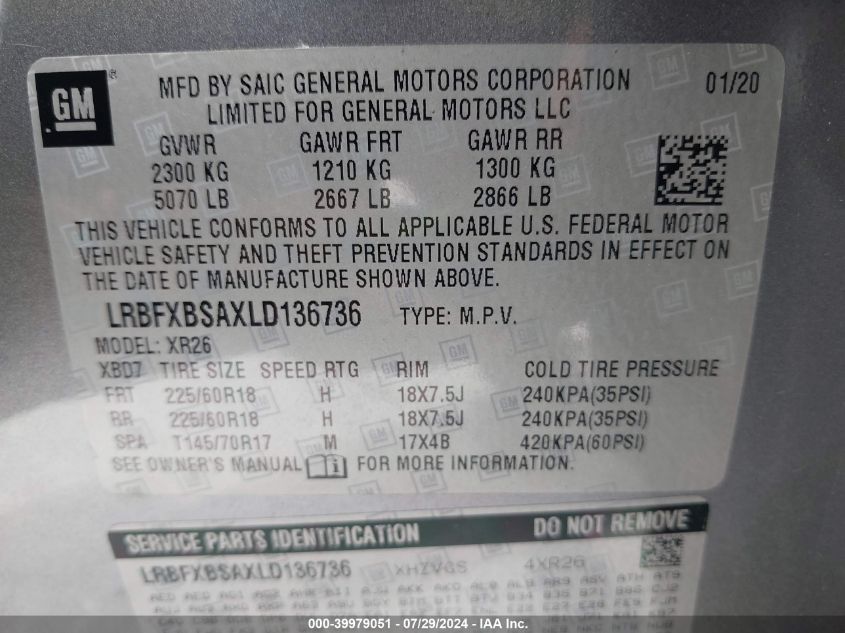 GM
MFD BY SAIC GENERAL MOTORS CORPORATION 01/20
LIMITED FOR GENERAL MOTORS LLC
GVWR GAWR FRT GAWR RR
2300 KG 1210 KG 1300 KG
5070 LB 2667 LB 2866 LB
THIS VEHICLE CONFORMS TO ALL APPLICABLE U.S. FEDERAL MOTOR
VEHICLE SAFETY AND THEFT PREVENTION STANDARDS IN EFFECT ON
THE DATE OF MANUFACTURE SHOWN ABOVE.
LRBFXBSAXLD136736 TYPE: M.P.V.
MODEL: XR26
XBD7 TIRE SIZE SPEED RTG RIM COLD TIRE PRESSURE
FRT 225/60R18 H 18X7.5J 240KPA(35PSI)
RR 225/60R18 H 18X7.5J 240KPA(35PSI)
SPA T145/70R17 M 17X4B 420KPA(60PSI)
SEE OWNER'S MANUAL FOR MORE INFORMATION.
SERVICE PARTS IDENTIFICATION DO NOT REMOVE
LRBFXBSAXLD136736 XHZVGS 4XR26
000-39979051 - 07/29/2024 - IAA Inc.